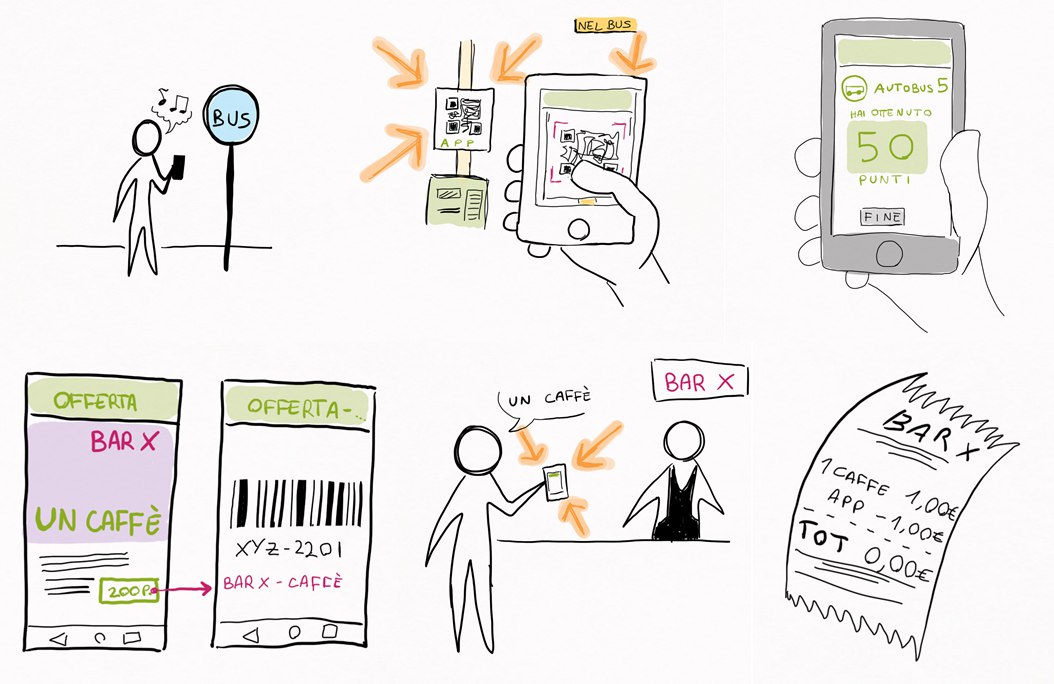 BUS
NEL BUS
APP
AUTOBUS 5
HAI OTTENUTO
50
PUNTI
FINE
OFFERTA
BAR X
UN CAFFÈ
200 P.
OFFERTA-...
XYZ-2201
BAR X - CAFFÈ
UN CAFFÈ
BAR X
BAR X
1 CAFFE 1,00€
APP -1,00€
TOT 0,00€